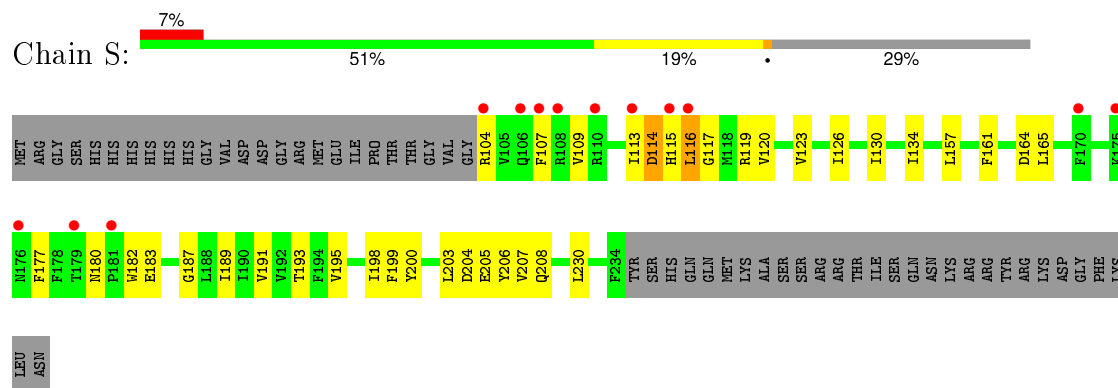 7%
Chain S:
51% 19% • 29%
MET ARG GLY SER HIS HIS HIS HIS HIS HIS GLY VAL ASP ASP GLY ARG MET GLU ILE PRO THR THR GLY VAL GLY R104 V105 Q106 F107 R108 V109 R110 I113 D114 H115 L116 G117 M118 R119 V120 V123 I126 I130 I134 L157 F161 D164 L165 F170 K175
N176 F177 F178 T179 N180 P181 W182 E183 G187 L188 I189 I190 V191 V192 T193 F194 V195 I198 F199 Y200 L203 D204 E205 Y206 V207 Q208 L230 F234 TYR SER HIS GLN GLN MET LYS ALA SER SER ARG ARG THR ILE SER GLN ASN LYS ARG ARG TYR ARG LYS ASP GLY PHE LYS
LEU ASN